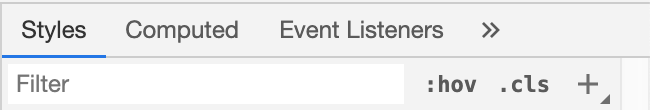 Styles Computed Event Listeners »
Filter :hov .cls +